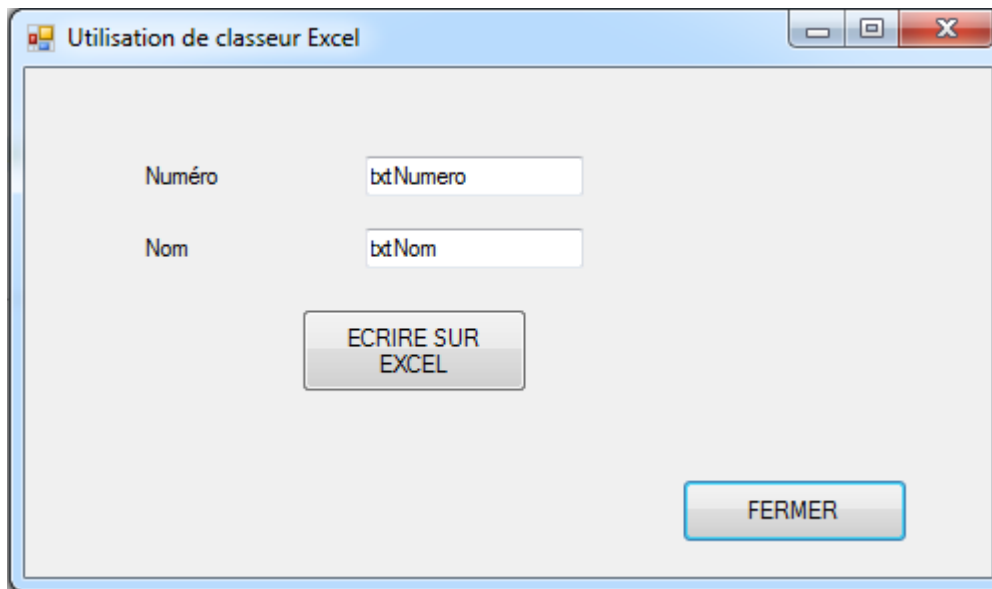 Utilisation de classeur Excel
Numéro txtNumero
Nom txtNom
ECRIRE SUR
EXCEL
FERMER